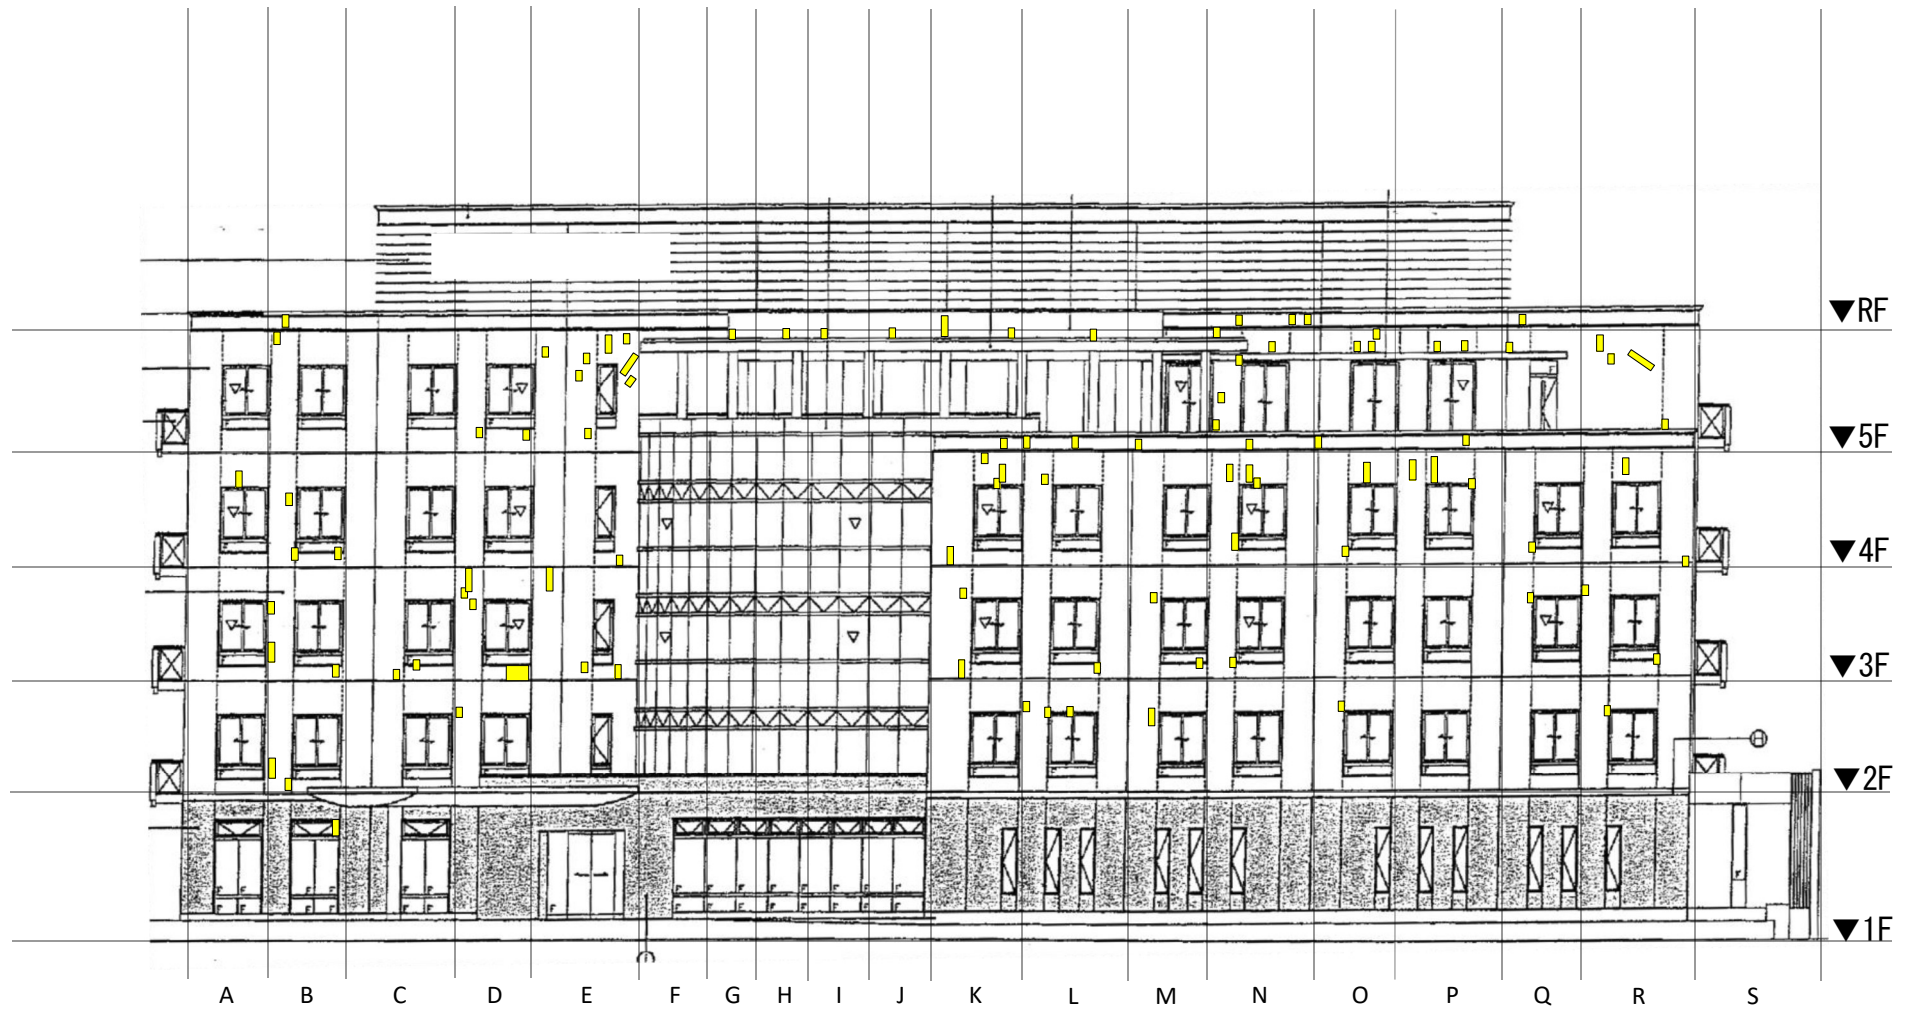 ▼RF
▼5F
▼4F
▼3F
▼2F
▼1F
A B C D E F G H I J K L M N O P Q R S